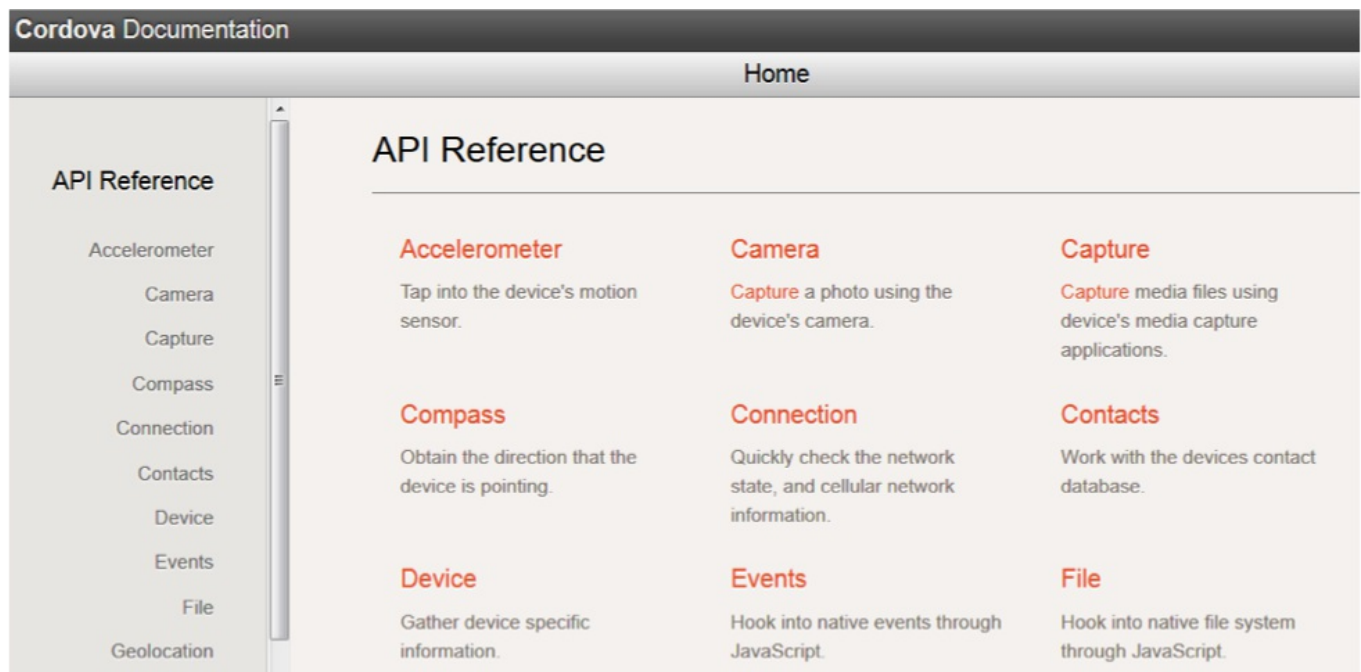 Cordova Documentation
Home
API Reference
Accelerometer
Camera
Capture
Compass
Connection
Contacts
Device
Events
File
Geolocation
API Reference
Accelerometer
Tap into the device's motion
sensor.
Camera
Capture a photo using the
device's camera.
Capture
Capture media files using
device's media capture
applications.
Compass
Obtain the direction that the
device is pointing.
Connection
Quickly check the network
state, and cellular network
information.
Contacts
Work with the devices contact
database.
Device
Gather device specific
information.
Events
Hook into native events through
JavaScript.
File
Hook into native file system
through JavaScript.